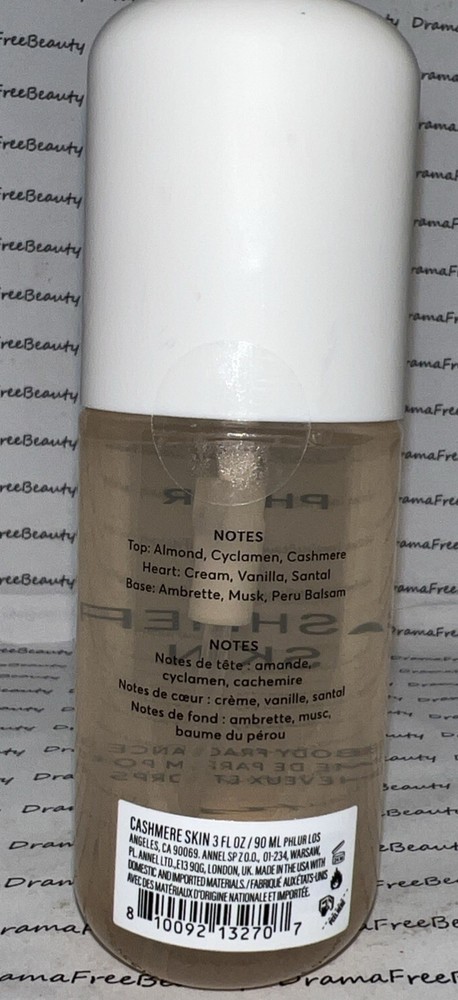 NOTES
Top: Almond, Cyclamen, Cashmere
Heart: Cream, Vanilla, Santal
Base: Ambrette, Musk, Peru Balsam
NOTES
Notes de tête : amande,
cyclamen, cachemire
Notes de cœur : crème, vanille, santal
Notes de fond : ambrette, musc,
baume du pérou
CASHMERE SKIN 3 FL OZ / 90 ML PHLUR LOS
ANGELES, CA 90069. ANNEL SP Z O.O., 01-234, WARSAW,
PL. ANNEL LTD., E13 9QG, LONDON, UK. MADE IN THE USA WITH
DOMESTIC AND IMPORTED MATERIALS. / FABRIQUÉ AUX ÉTATS-UNIS
AVEC DES MATÉRIAUX D'ORIGINE NATIONALE ET IMPORTÉE.
8 10092 13270 7
DramaFreeBeauty